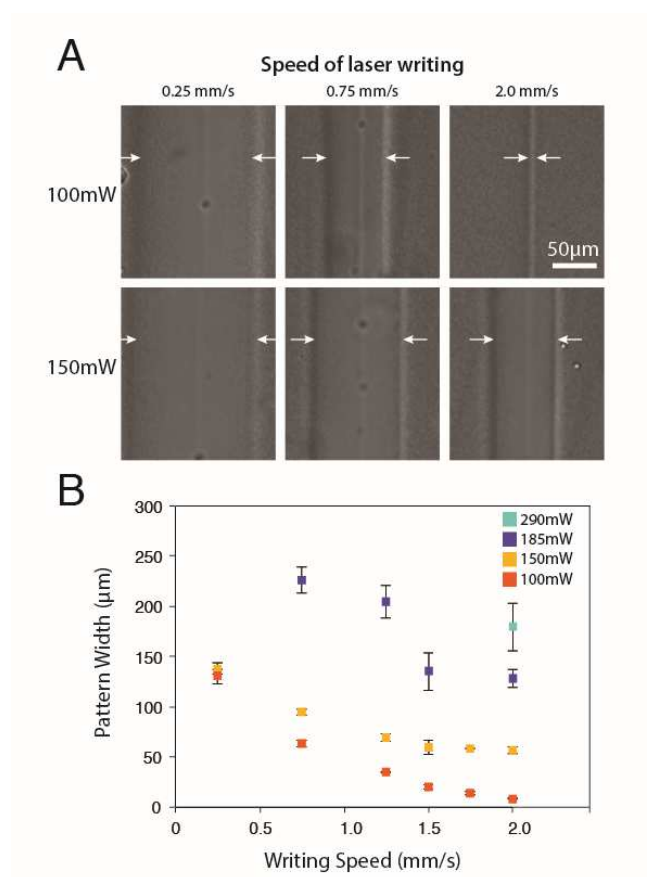 A
Speed of laser writing
0.25 mm/s 0.75 mm/s 2.0 mm/s
100mW
50µm
150mW
B
300
250
200
150
100
50
0
Pattern Width (µm)
290mW
185mW
150mW
100mW
0 0.5 1.0 1.5 2.0
Writing Speed (mm/s)